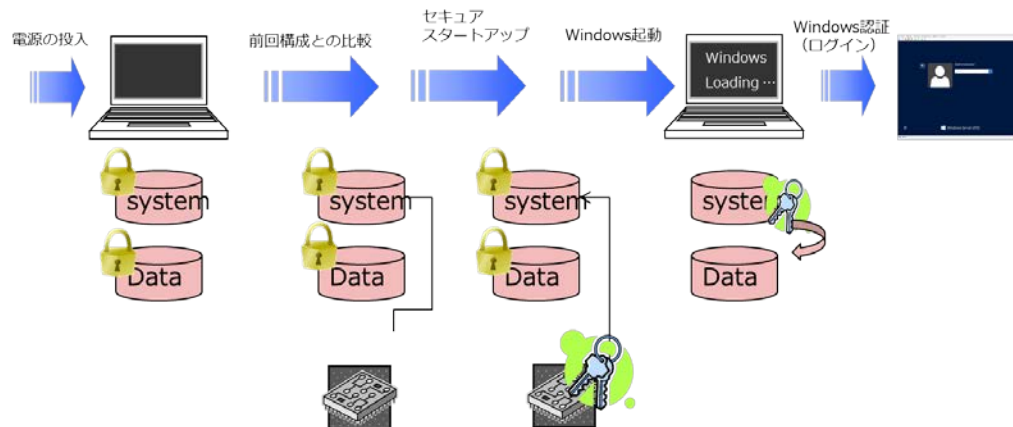 電源の投入
前回構成との比較
セキュア
スタートアップ
Windows起動
Windows認証
（ログイン）
Windows
Loading …
system
system
system
system
Data
Data
Data
Data